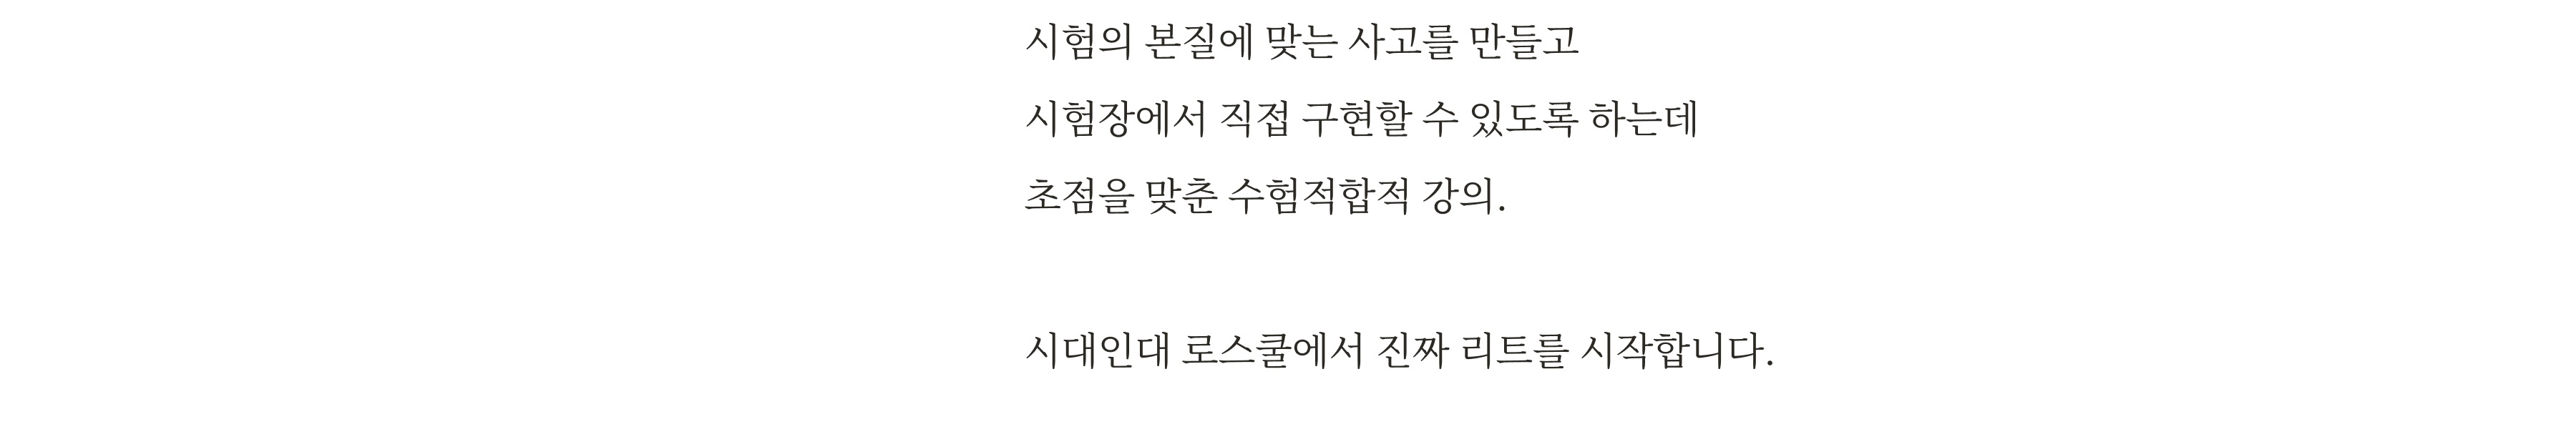 시험의 본질에 맞는 사고를 만들고
시험장에서 직접 구현할 수 있도록 하는데
초점을 맞춘 수험적합적 강의.
시대인대 로스쿨에서 진짜 리트를 시작합니다.